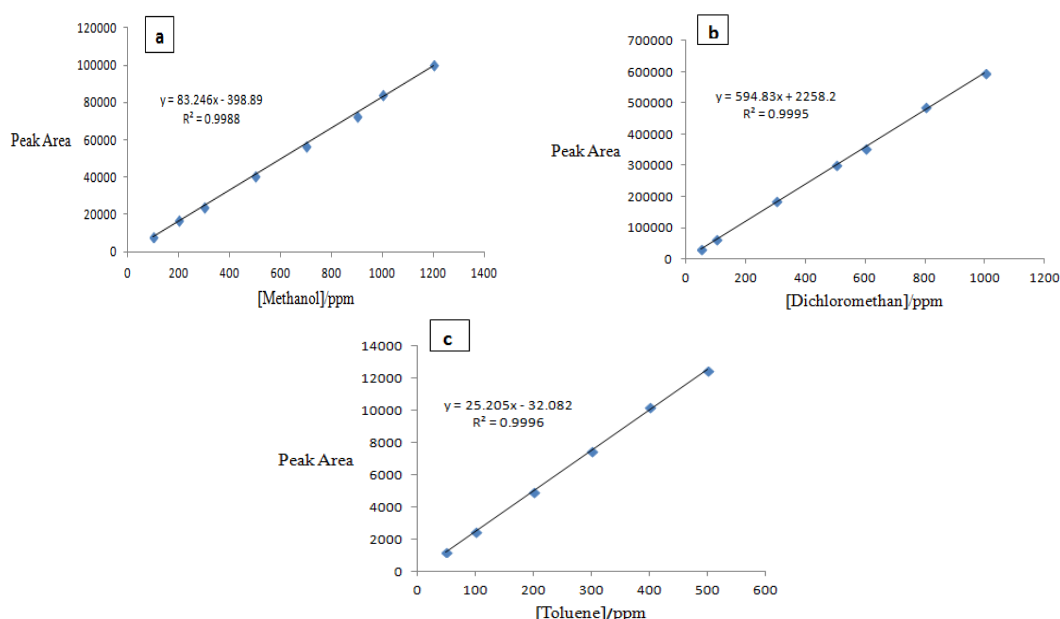 a
120000
100000
80000
60000
40000
20000
0
y = 83.246x - 398.89
R² = 0.9988
Peak Area
0 200 400 600 800 1000 1200 1400
[Methanol]/ppm
b
700000
600000
500000
400000
300000
200000
100000
0
y = 594.83x + 2258.2
R² = 0.9995
Peak Area
0 200 400 600 800 1000 1200
[Dichloromethan]/ppm
c
14000
12000
10000
8000
6000
4000
2000
0
y = 25.205x - 32.082
R² = 0.9996
Peak Area
0 100 200 300 400 500 600
[Toluene]/ppm